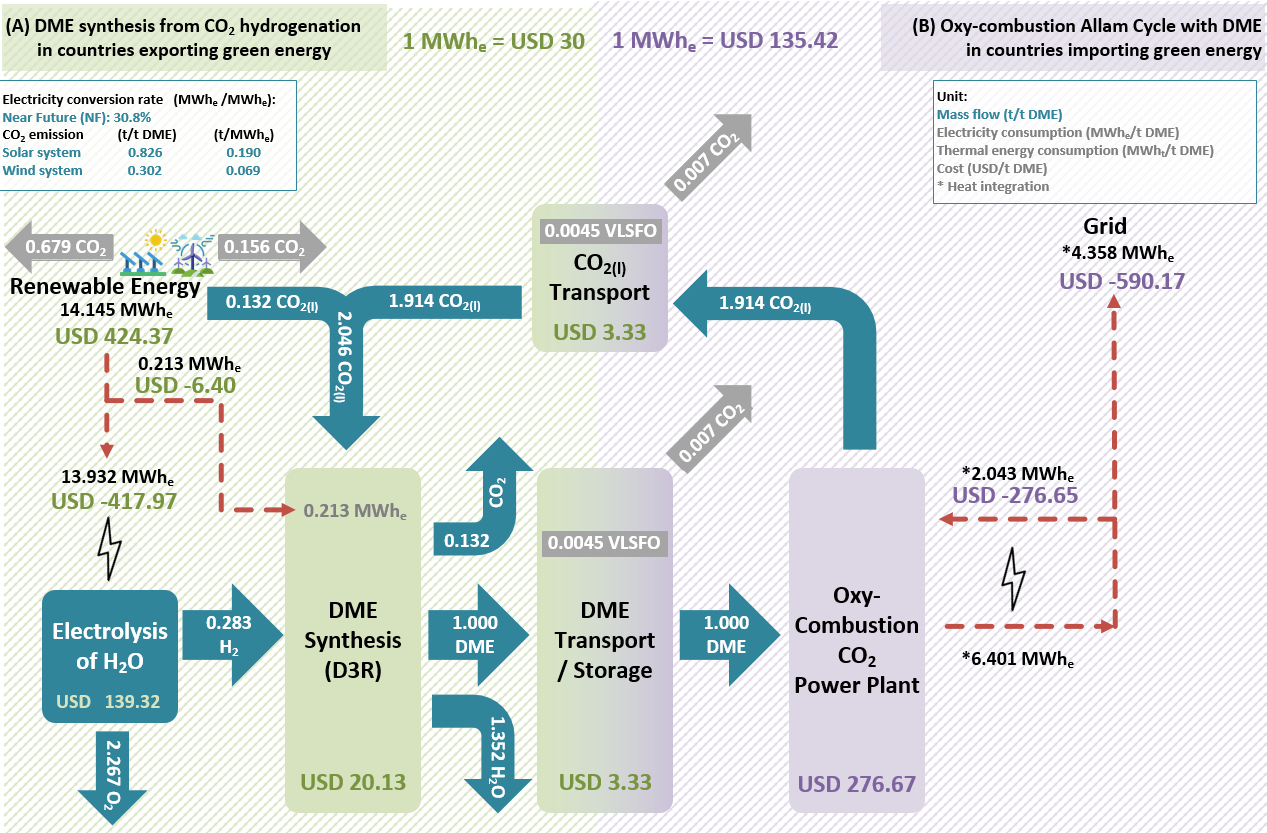 (A) DME synthesis from CO₂ hydrogenation
in countries exporting green energy
1 MWhₑ = USD 30
1 MWhₑ = USD 135.42
(B) Oxy-combustion Allam Cycle with DME
in countries importing green energy
Electricity conversion rate (MWhₑ /MWhₑ):
Near Future (NF): 30.8%
CO₂ emission (t/t DME) (t/MWhₑ)
Solar system 0.826 0.190
Wind system 0.302 0.069
Unit:
Mass flow (t/t DME)
Electricity consumption (MWhₑ/t DME)
Thermal energy consumption (MWhₜ/t DME)
Cost (USD/t DME)
* Heat integration
0.679 CO₂
0.156 CO₂
Renewable Energy
14.145 MWhₑ
USD 424.37
0.213 MWhₑ
USD -6.40
13.932 MWhₑ
USD -417.97
0.132 CO₂₍ₗ₎
1.914 CO₂₍ₗ₎
2.046 CO₂₍ₗ₎
0.0045 VLSFO
CO₂₍ₗ₎
Transport
USD 3.33
0.007 CO₂
1.914 CO₂₍ₗ₎
Grid
*4.358 MWhₑ
USD -590.17
0.007 CO₂
*2.043 MWhₑ
USD -276.65
*6.401 MWhₑ
Electrolysis
of H₂O
USD 139.32
2.267 O₂
0.283
H₂
0.213 MWhₑ
DME
Synthesis
(D3R)
USD 20.13
0.132
CO₂
1.000
DME
1.352 H₂O
0.0045 VLSFO
DME
Transport
/ Storage
USD 3.33
1.000
DME
Oxy-
Combustion
CO₂
Power Plant
USD 276.67